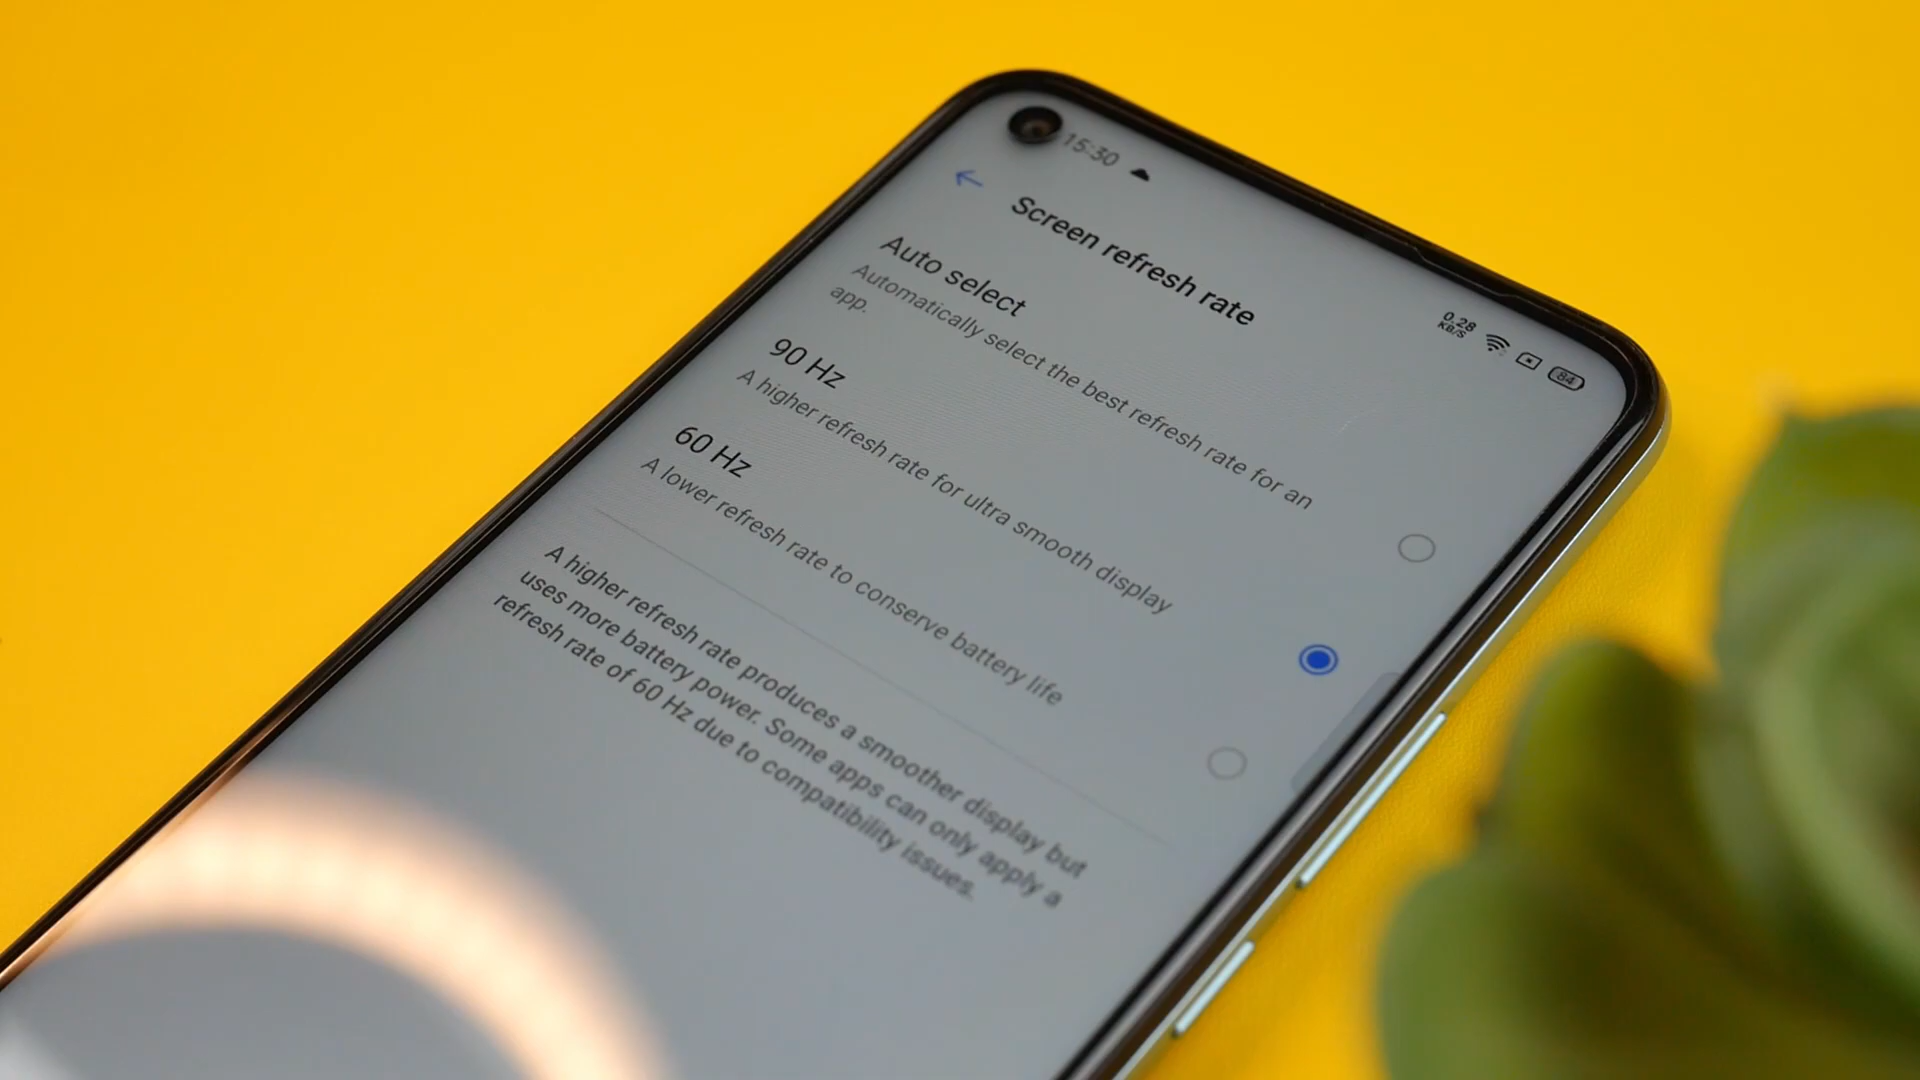 15:30
0.28
KB/S
84
Screen refresh rate
Auto select
Automatically select the best refresh rate for an
app.
90 Hz
A higher refresh rate for ultra smooth display
60 Hz
A lower refresh rate to conserve battery life
A higher refresh rate produces a smoother display but
uses more battery power. Some apps can only apply a
refresh rate of 60 Hz due to compatibility issues.